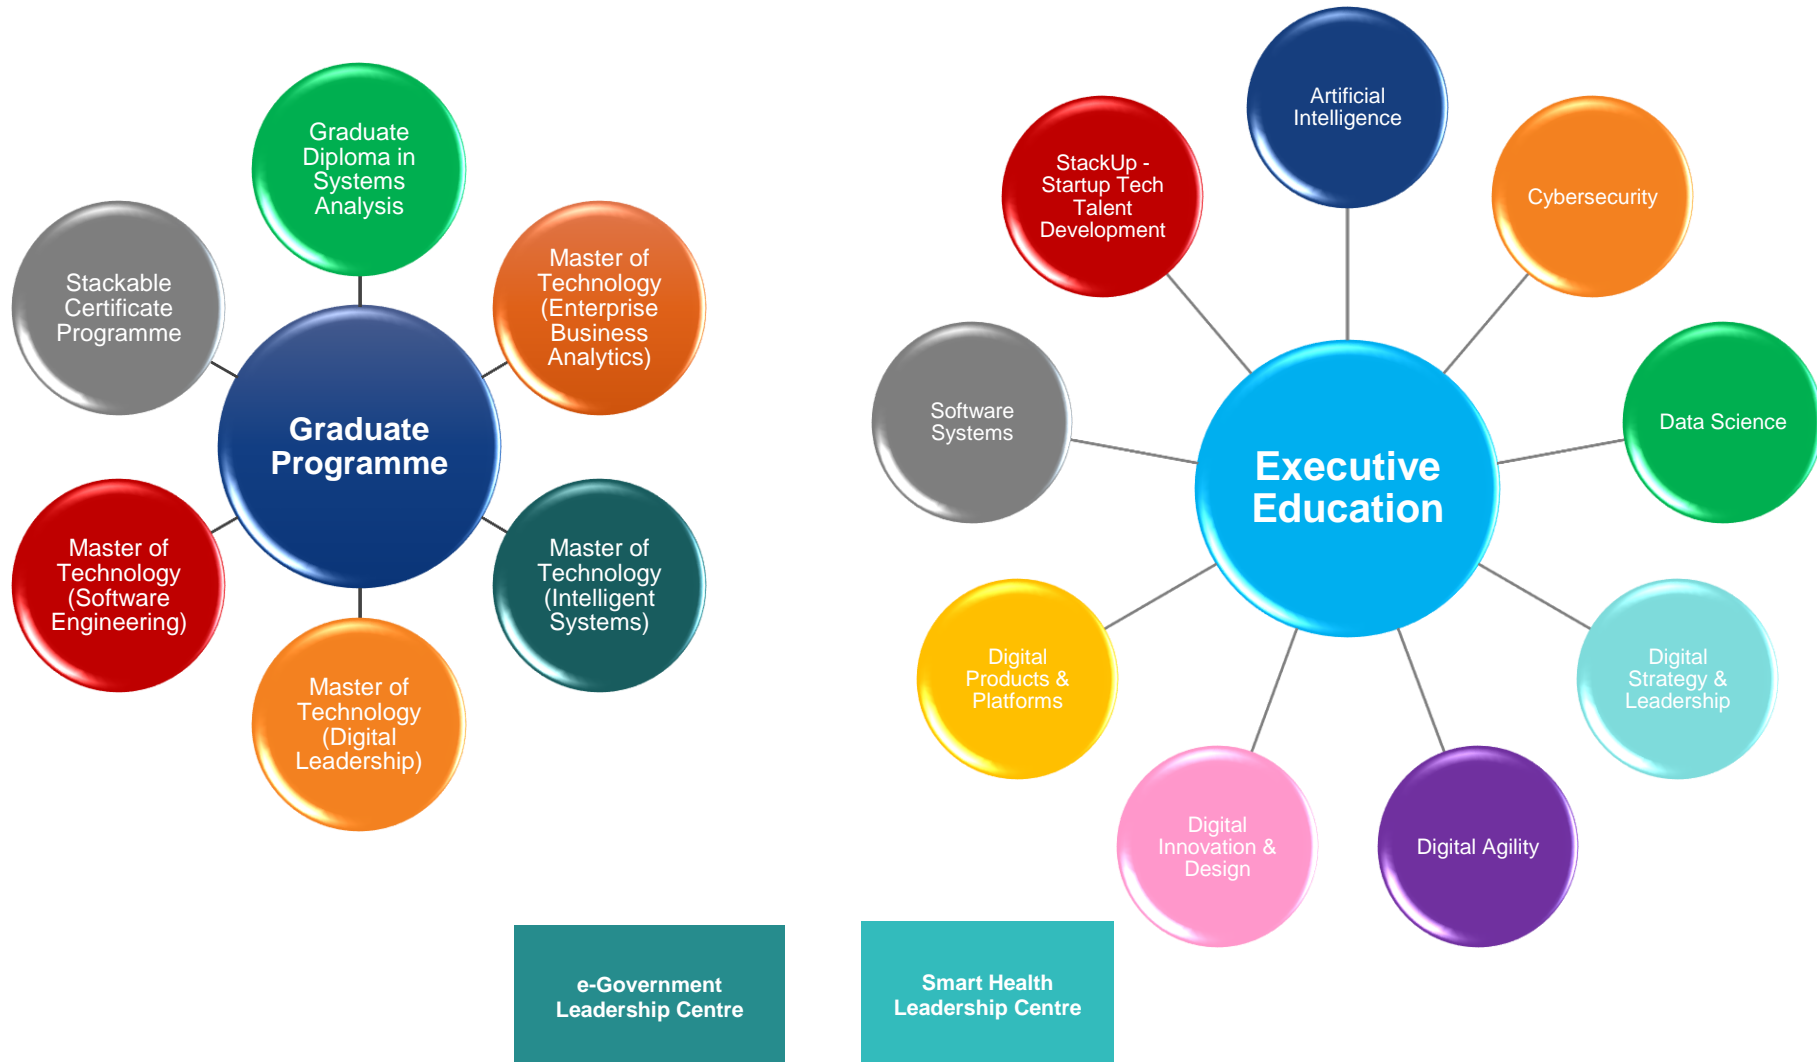 Graduate
Diploma in
Systems
Analysis
Master of
Technology
(Enterprise
Business
Analytics)
Master of
Technology
(Intelligent
Systems)
Master of
Technology
(Digital
Leadership)
Master of
Technology
(Software
Engineering)
Stackable
Certificate
Programme
Graduate
Programme
Artificial
Intelligence
Cybersecurity
Data Science
Digital
Strategy &
Leadership
Digital Agility
Digital
Innovation &
Design
Digital
Products &
Platforms
Software
Systems
StackUp -
Startup Tech
Talent
Development
Executive
Education
e-Government
Leadership Centre
Smart Health
Leadership Centre